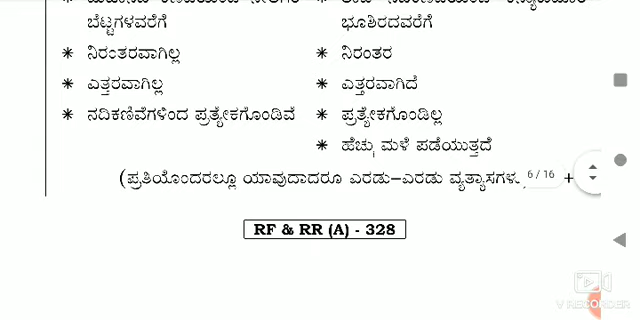 ಬೆಟ್ಟಗಳವರೆಗೆ
ಭೂಶಿರದವರೆಗೆ
* ನಿರಂತರವಾಗಿಲ್ಲ
* ನಿರಂತರ
* ಎತ್ತರವಾಗಿಲ್ಲ
* ಎತ್ತರವಾಗಿದೆ
* ನದಿಕಣಿವೆಗಳಿಂದ ಪ್ರತ್ಯೇಕಗೊಂಡಿವೆ
* ಪ್ರತ್ಯೇಕಗೊಂಡಿಲ್ಲ
* ಹೆಚ್ಚು ಮಳೆ ಪಡೆಯುತ್ತದೆ
(ಪ್ರತಿಯೊಂದರಲ್ಲೂ ಯಾವುದಾದರೂ ಎರಡು–ಎರಡು ವ್ಯತ್ಯಾಸಗಳು 6 / 16 +
RF & RR (A) - 328
V RECORDER